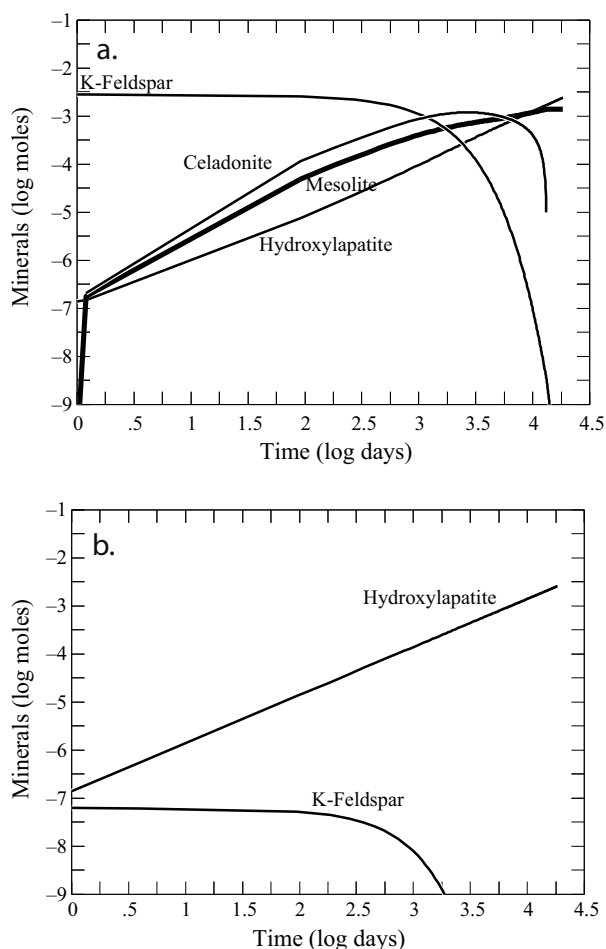 a.
−1
−2
−3
−4
−5
−6
−7
−8
−9
Minerals (log moles)
K-Feldspar
Celadonite
Mesolite
Hydroxylapatite
0 .5 1 1.5 2 2.5 3 3.5 4 4.5
Time (log days)
b.
−1
−2
−3
−4
−5
−6
−7
−8
−9
Minerals (log moles)
Hydroxylapatite
K-Feldspar
0 .5 1 1.5 2 2.5 3 3.5 4 4.5
Time (log days)